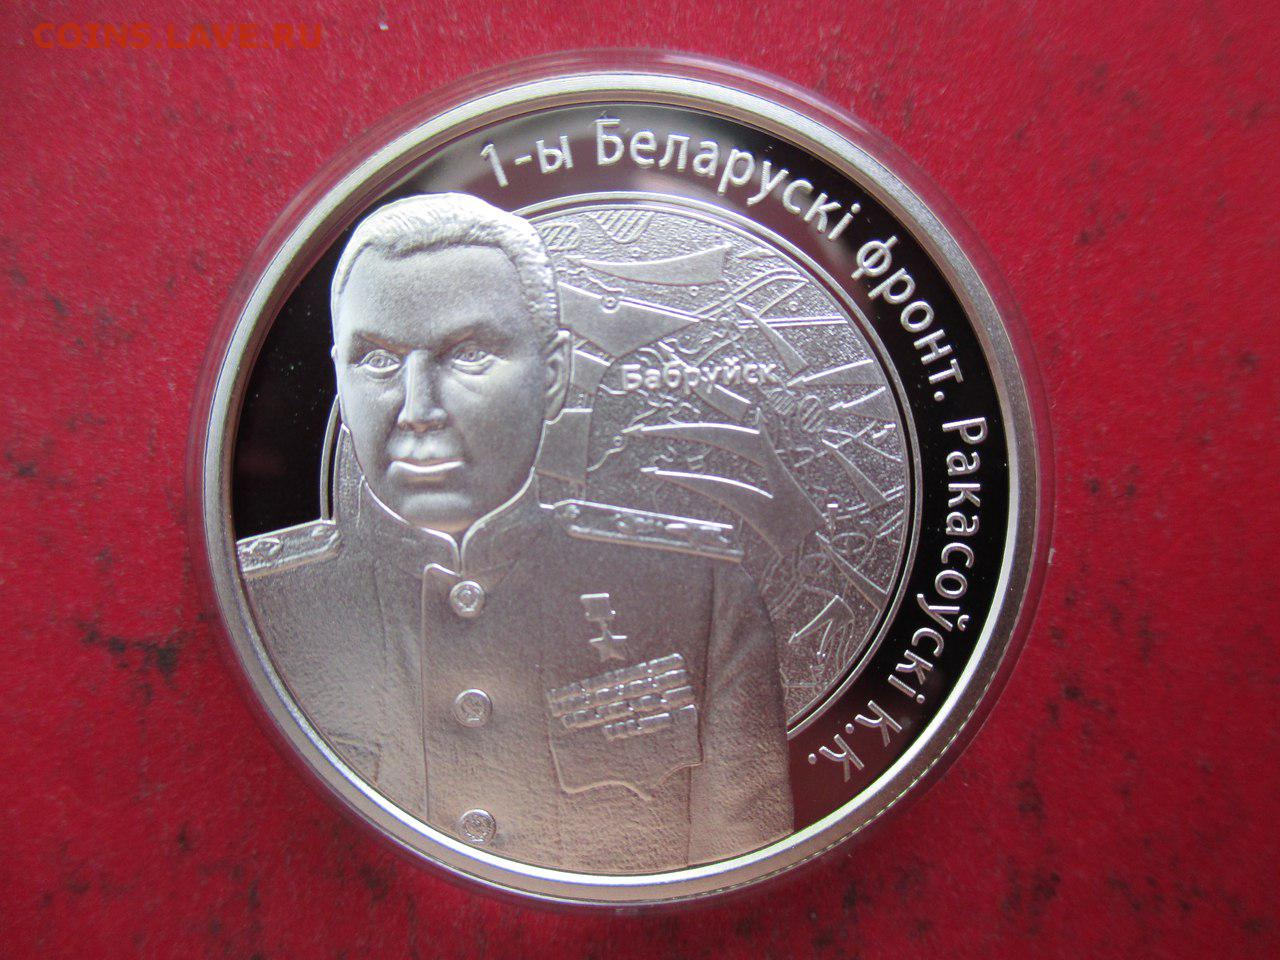 COINS.LAVE.RU
1-ы Беларускі фронт. Ракасоўскі К.К.
Бабруйск